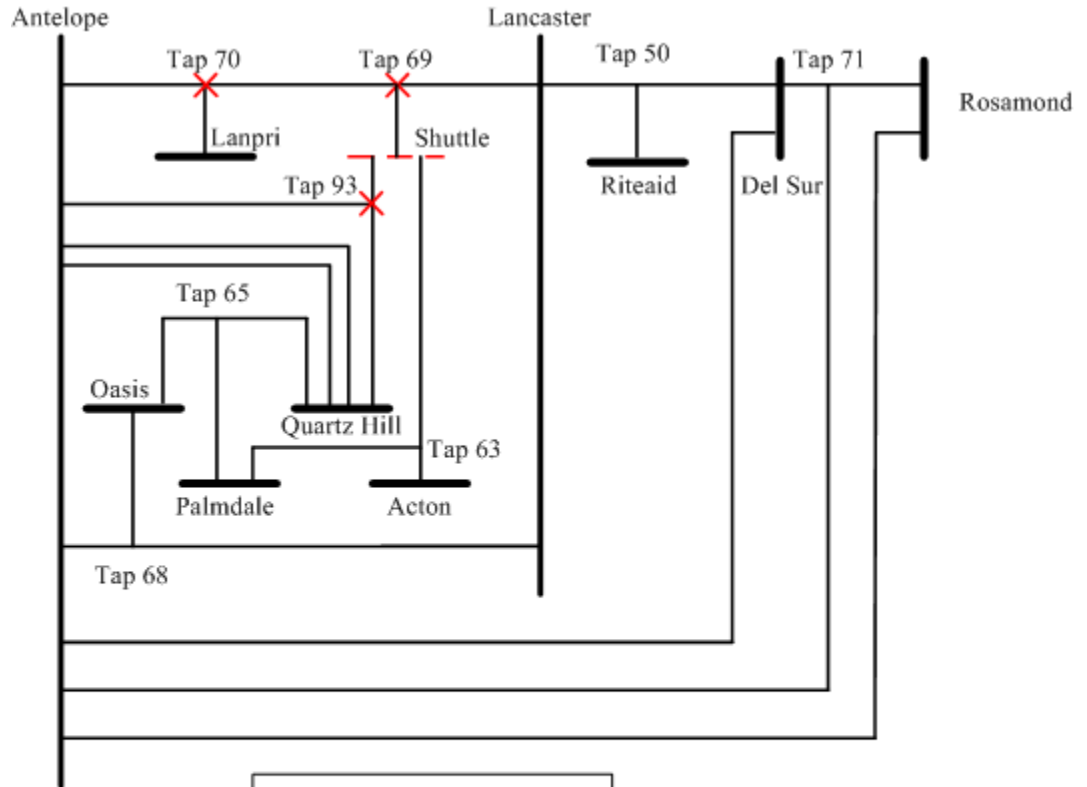 Antelope
Lancaster
Tap 70
Tap 69
Tap 50
Tap 71
Rosamond
Lanpri
Shuttle
Tap 93
Riteaid
Del Sur
Tap 65
Oasis
Quartz Hill
Tap 63
Palmdale
Acton
Tap 68